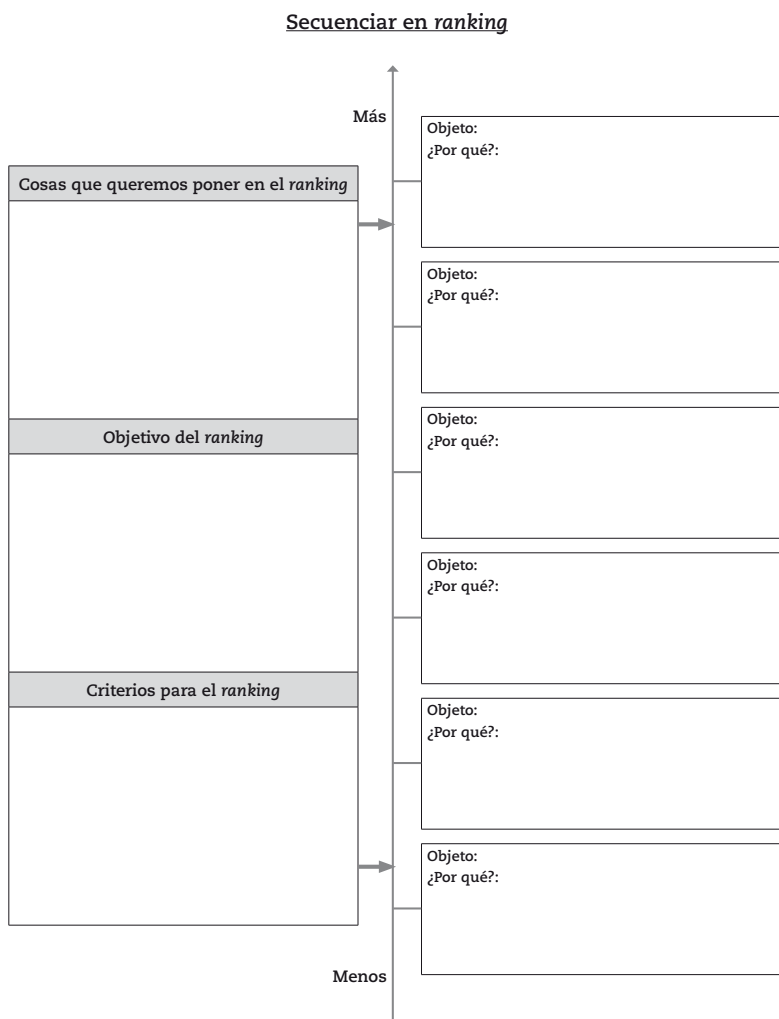 Secuenciar en ranking
Más
Cosas que queremos poner en el ranking
Objetivo del ranking
Criterios para el ranking
Objeto:
¿Por qué?:
Objeto:
¿Por qué?:
Objeto:
¿Por qué?:
Objeto:
¿Por qué?:
Objeto:
¿Por qué?:
Objeto:
¿Por qué?:
Menos